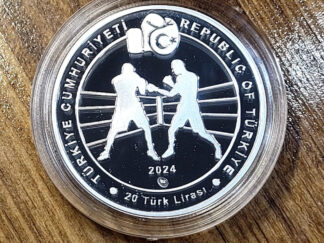 TÜRKİYE CUMHURİYETİ
REPUBLIC OF TÜRKİYE
2024
20 Türk Lirası